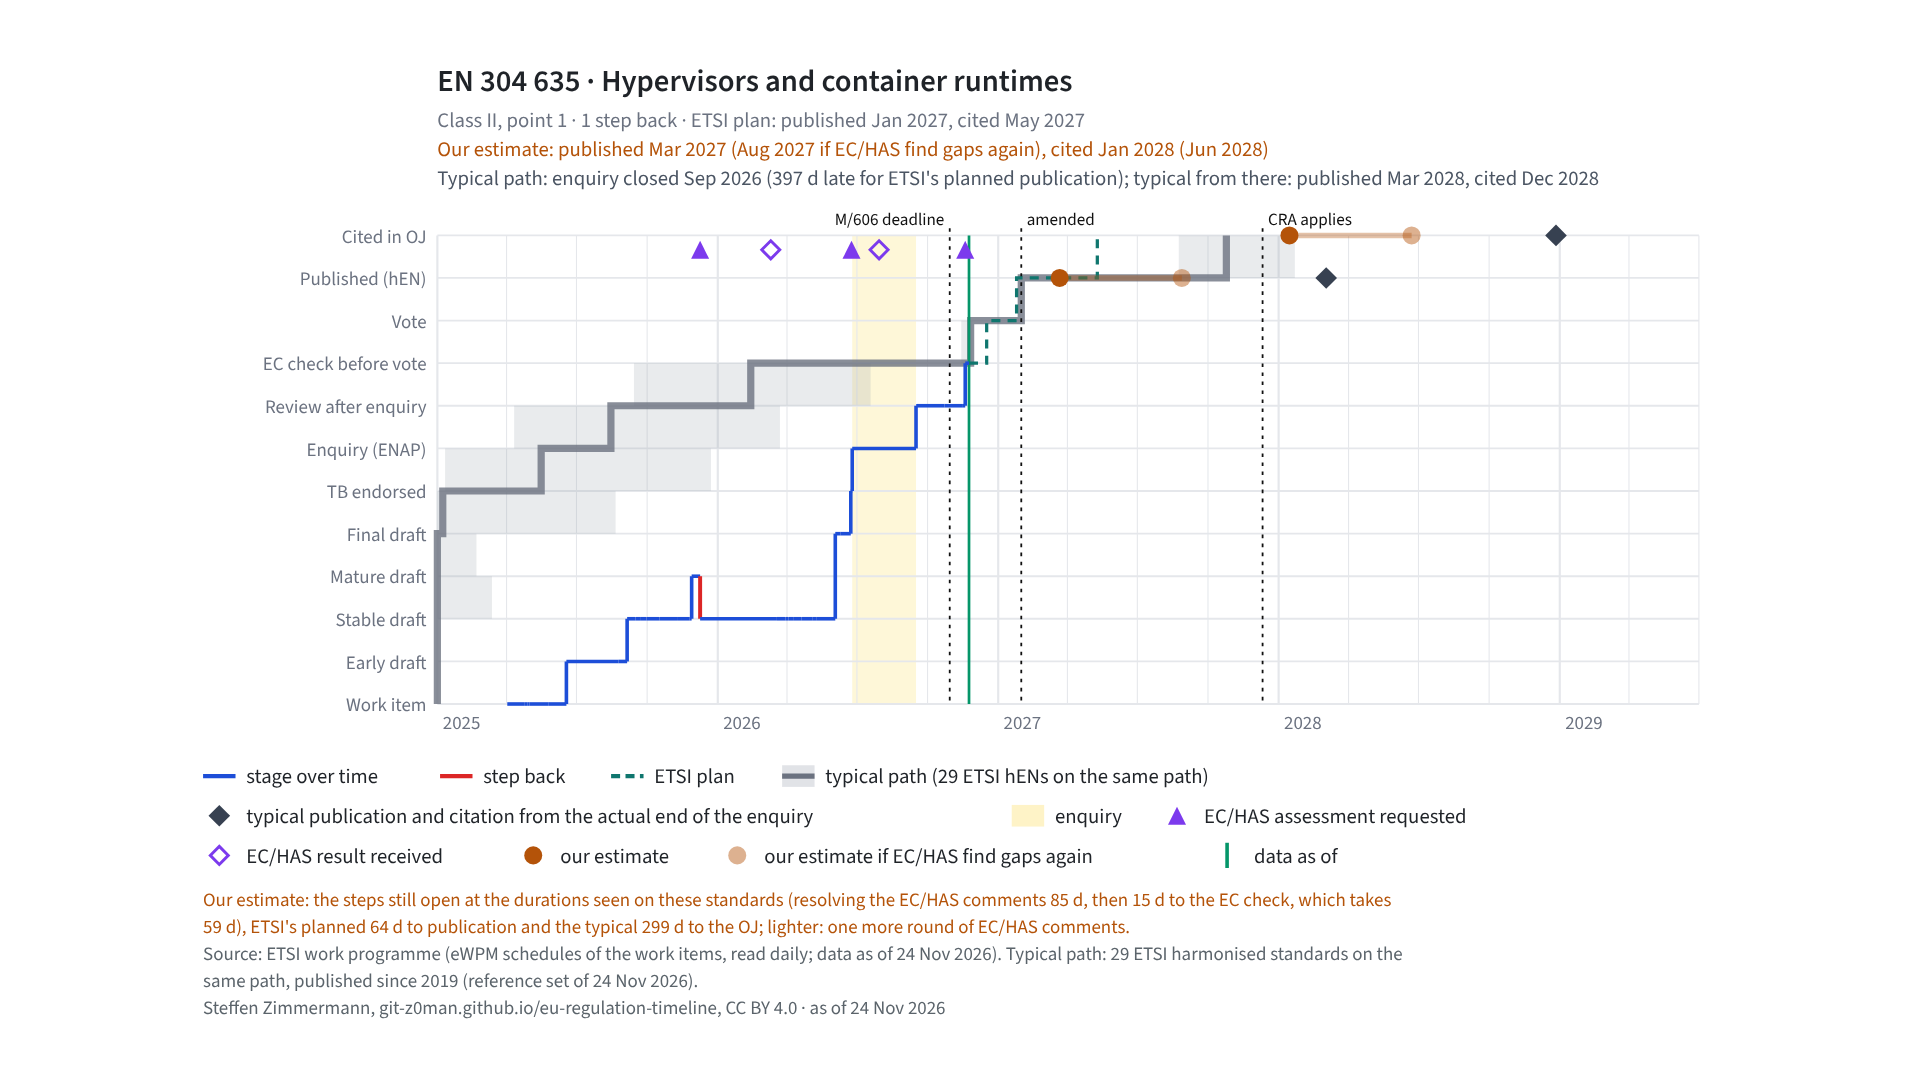 EN 304 635 · Hypervisors and container runtimes
Class II, point 1 · 1 step back · ETSI plan: published Jan 2027, cited May 2027
Our estimate: published Mar 2027 (Aug 2027 if EC/HAS find gaps again), cited Jan 2028 (Jun 2028)
Typical path: enquiry closed Sep 2026 (397 d late for ETSI's planned publication); typical from there: published Mar 2028, cited Dec 2028
M/606 deadline amended CRA applies
Cited in OJ
Published (hEN)
Vote
EC check before vote
Review after enquiry
Enquiry (ENAP)
TB endorsed
Final draft
Mature draft
Stable draft
Early draft
Work item
2025 2026 2027 2028 2029
stage over time step back ETSI plan typical path (29 ETSI hENs on the same path)
typical publication and citation from the actual end of the enquiry enquiry EC/HAS assessment requested
EC/HAS result received our estimate our estimate if EC/HAS find gaps again data as of
Our estimate: the steps still open at the durations seen on these standards (resolving the EC/HAS comments 85 d, then 15 d to the EC check, which takes
59 d), ETSI's planned 64 d to publication and the typical 299 d to the OJ; lighter: one more round of EC/HAS comments.
Source: ETSI work programme (eWPM schedules of the work items, read daily; data as of 24 Nov 2026). Typical path: 29 ETSI harmonised standards on the
same path, published since 2019 (reference set of 24 Nov 2026).
Steffen Zimmermann, git-z0man.github.io/eu-regulation-timeline, CC BY 4.0 · as of 24 Nov 2026